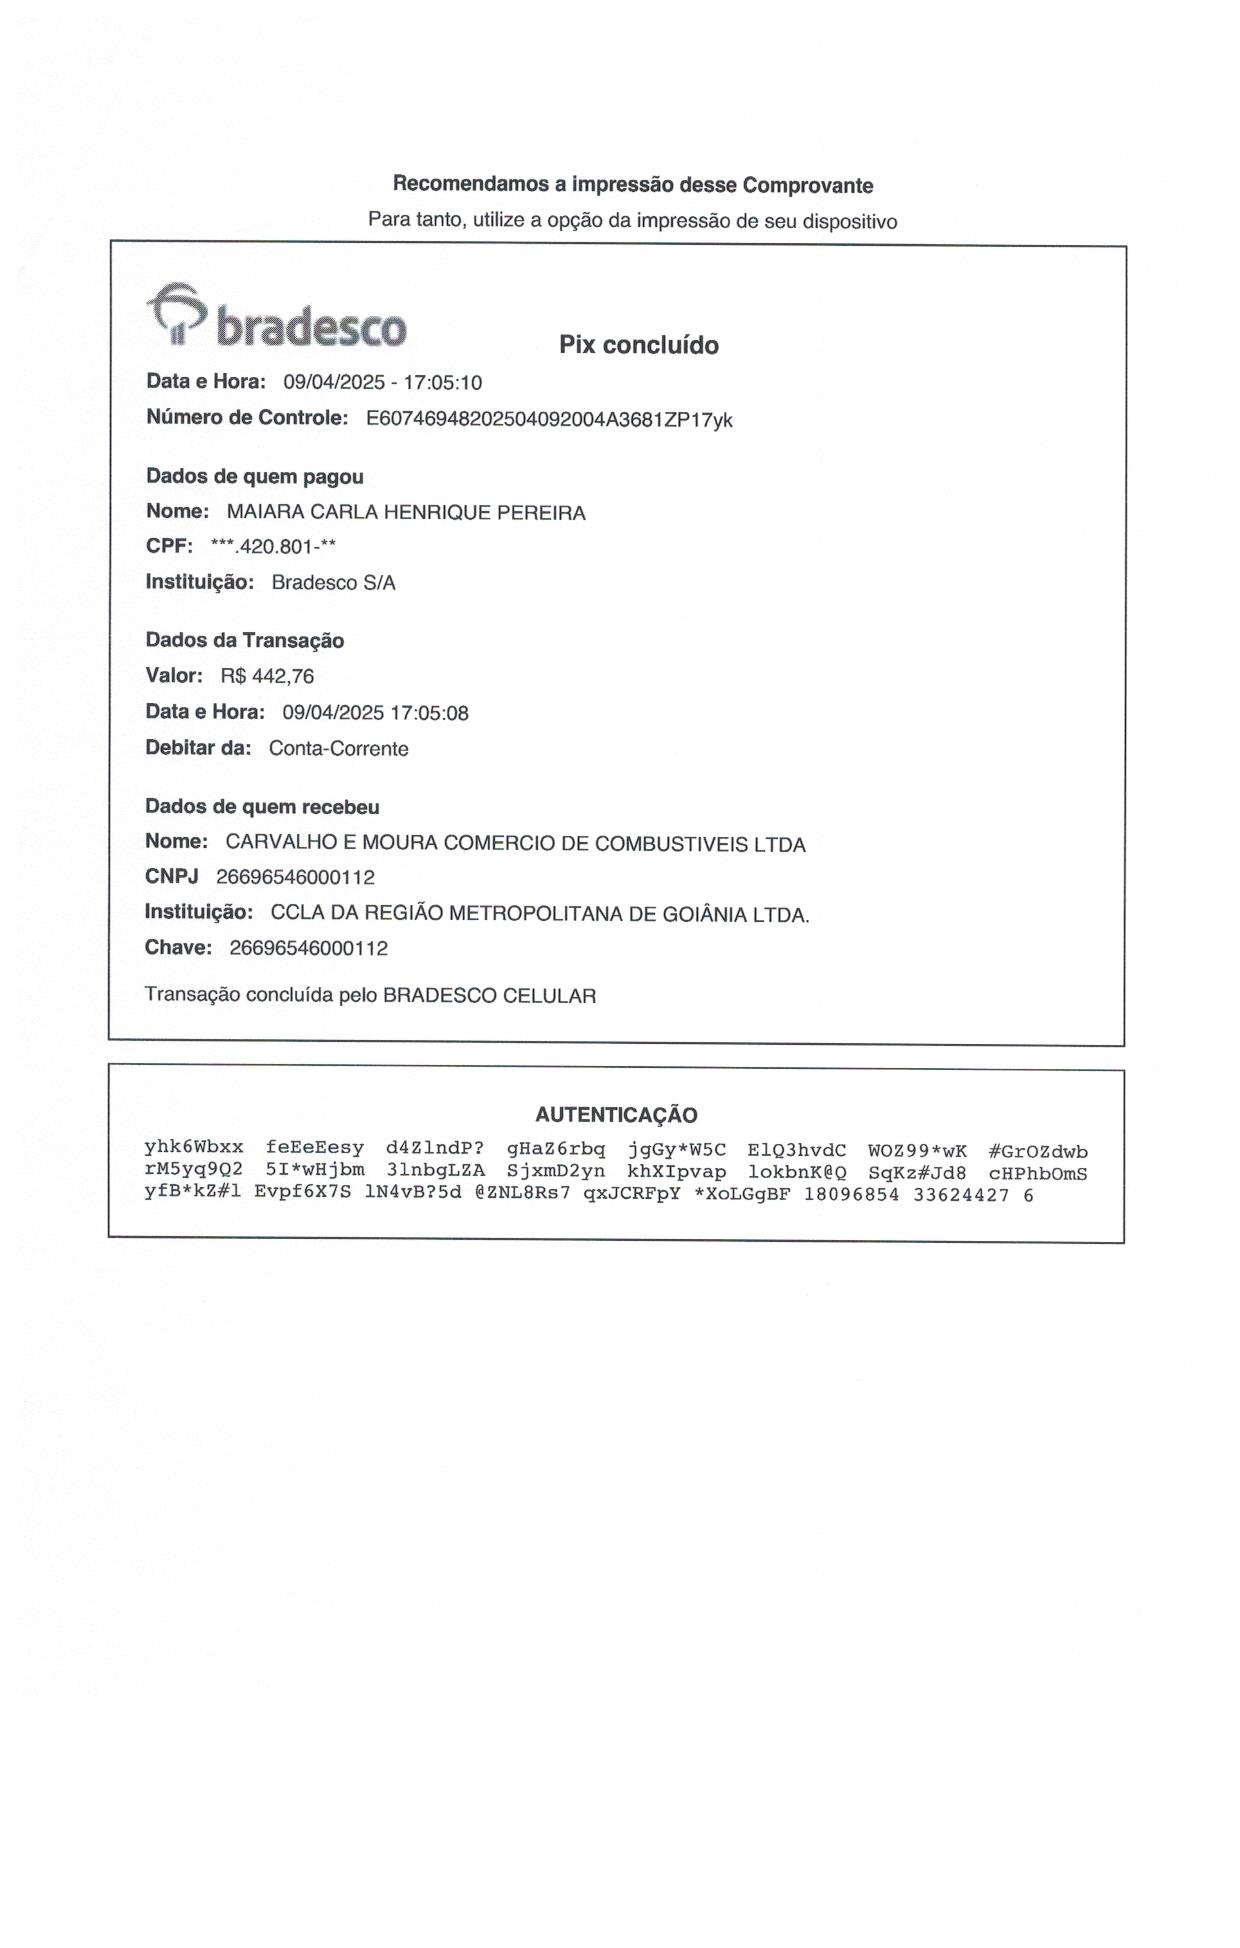 Recomendamos a impressão desse Comprovante
Para tanto, utilize a opção da impressão de seu dispositivo
bradesco
Pix concluído
Data e Hora: 09/04/2025 - 17:05:10
Número de Controle: E60746948202504092004A3681ZP17yk
Dados de quem pagou
Nome: MAIARA CARLA HENRIQUE PEREIRA
CPF: ***.420.801-**
Instituição: Bradesco S/A
Dados da Transação
Valor: R$ 442,76
Data e Hora: 09/04/2025 17:05:08
Debitar da: Conta-Corrente
Dados de quem recebeu
Nome: CARVALHO E MOURA COMERCIO DE COMBUSTIVEIS LTDA
CNPJ 26696546000112
Instituição: CCLA DA REGIÃO METROPOLITANA DE GOIÂNIA LTDA.
Chave: 26696546000112
Transação concluída pelo BRADESCO CELULAR
AUTENTICAÇÃO
yhk6Wbxx feEeEesy d4ZlndP? gHaZ6rbq jgGy*W5C ElQ3hvdC WOZ99*wK #GrOZdwb
rM5yq9Q2 5I*wHjbm 3lnbgLZA SjxmD2yn khXIpvap lokbnK@Q SqKz#Jd8 cHPhbOmS
yfB*kZ#l Evpf6X7S lN4vB?5d @ZNL8Rs7 qxJCRFpY *XoLGgBF 18096854 33624427 6